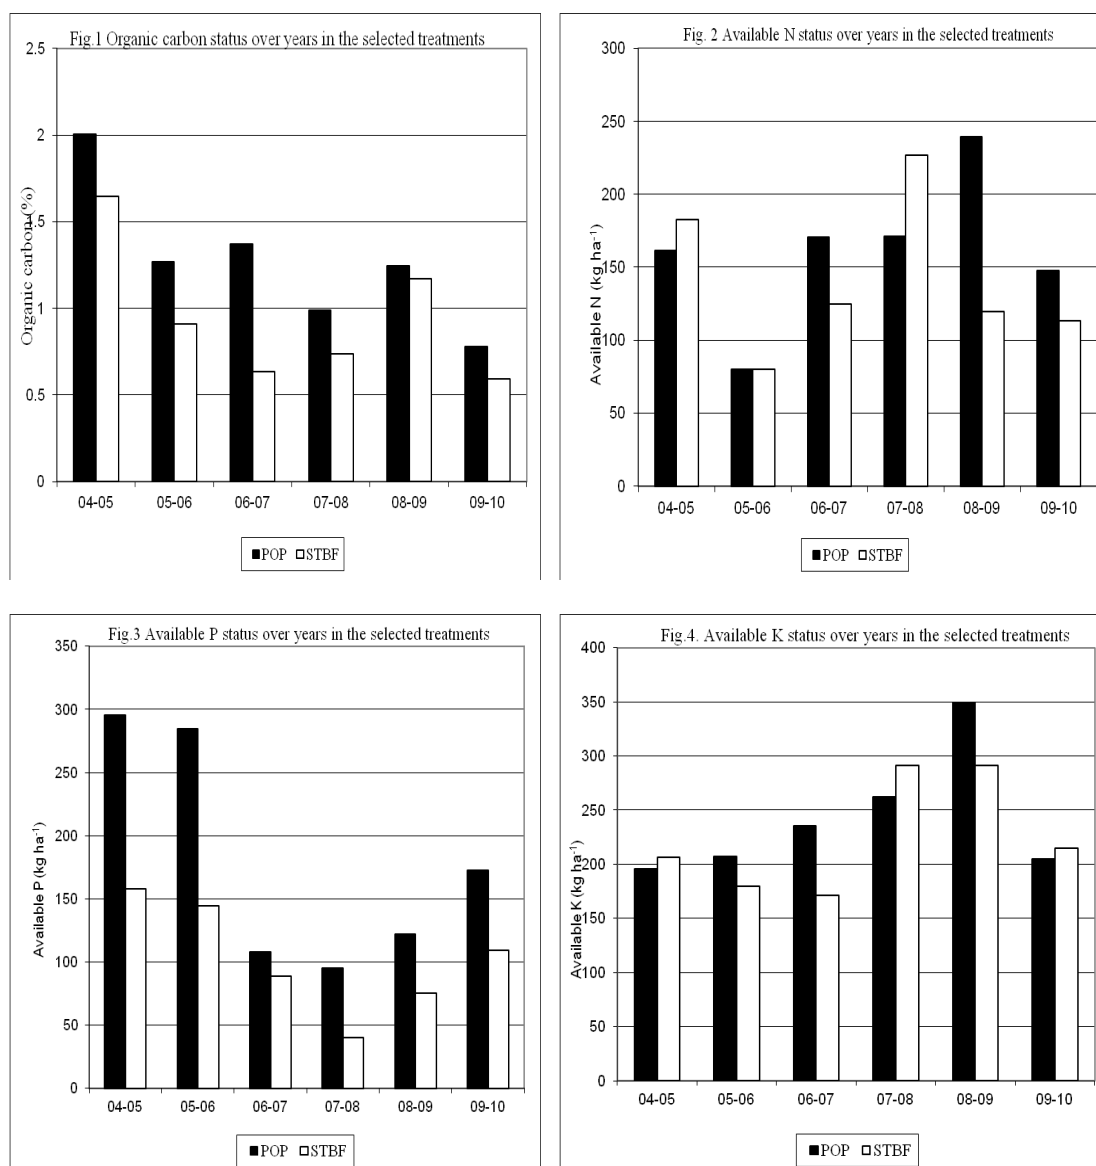 Fig.1 Organic carbon status over years in the selected treatments
2.5
2
1.5
1
0.5
0
Organic carbon (%)
04-05 05-06 06-07 07-08 08-09 09-10
POP STBF
Fig. 2 Available N status over years in the selected treatments
300
250
200
150
100
50
0
Available N (kg ha⁻¹)
04-05 05-06 06-07 07-08 08-09 09-10
POP STBF
Fig.3 Available P status over years in the selected treatments
350
300
250
200
150
100
50
0
Available P (kg ha⁻¹)
04-05 05-06 06-07 07-08 08-09 09-10
POP STBF
Fig.4. Available K status over years in the selected treatments
400
350
300
250
200
150
100
50
0
Available K (kg ha⁻¹)
04-05 05-06 06-07 07-08 08-09 09-10
POP STBF